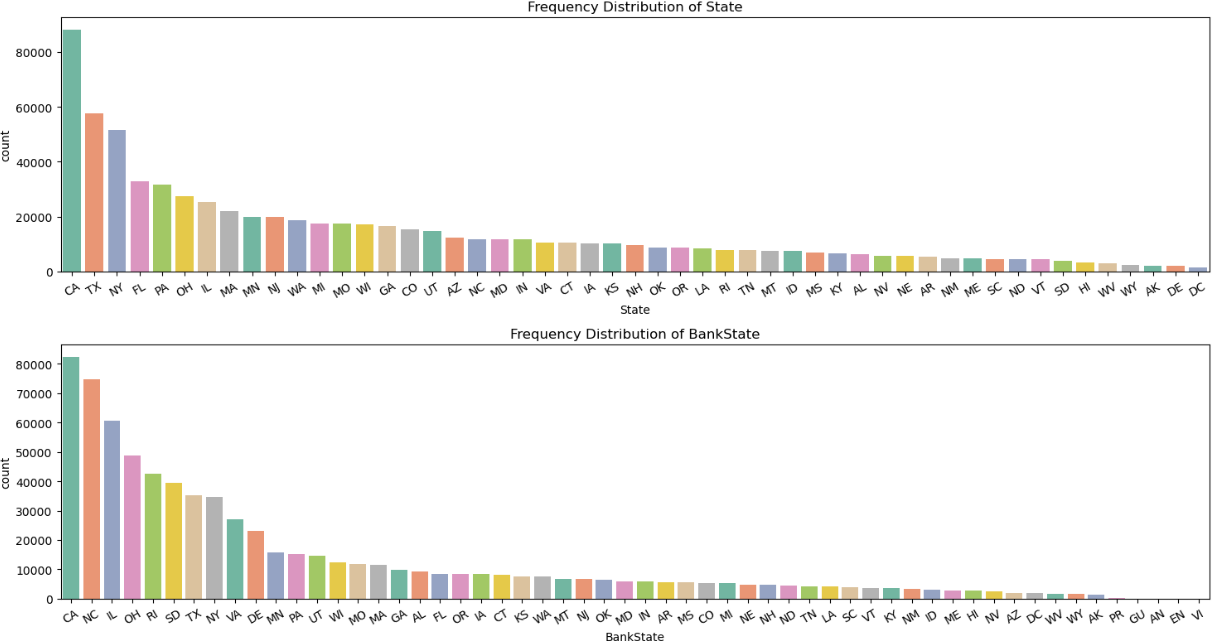 Frequency Distribution of State
80000
60000
40000
20000
0
count
CA TX NY FL PA OH IL MA MN NJ WA MI MO WI GA CO UT AZ NC MD IN VA CT IA KS NH OK OR LA RI TN MT ID MS KY AL NV NE AR NM ME SC ND VT SD HI WV WY AK DE DC
State
Frequency Distribution of BankState
80000
70000
60000
50000
40000
30000
20000
10000
0
count
CA NC IL OH RI SD TX NY VA DE MN PA UT WI MO MA GA AL FL OR IA CT KS WA MT NJ OK MD IN AR MS CO MI NE NH ND TN LA SC VT KY NM ID ME HI NV AZ DC WV WY AK PR GU AN EN VI
BankState